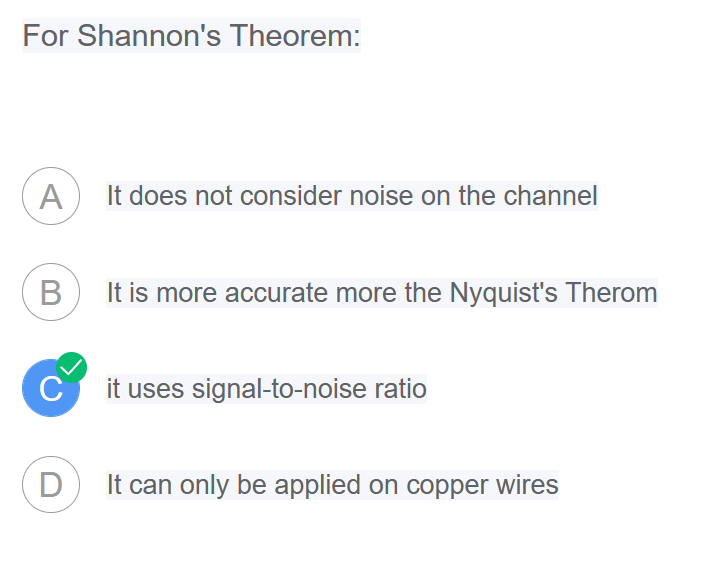 For Shannon's Theorem:
A It does not consider noise on the channel
B It is more accurate more the Nyquist's Therom
C it uses signal-to-noise ratio
D It can only be applied on copper wires